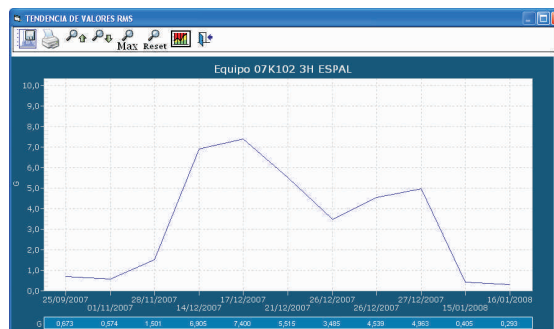 TENDENCIA DE VALORES RMS
Max Reset
Equipo 07K102 3H ESPAL
10,0
9,0
8,0
7,0
6,0
G
5,0
4,0
3,0
2,0
1,0
0,0
25/09/2007 28/11/2007 17/12/2007 26/12/2007 27/12/2007 16/01/2008
01/11/2007 14/12/2007 21/12/2007 26/12/2007 15/01/2008
G 0,673 0,574 1,501 6,905 7,400 5,515 3,485 4,539 4,963 0,405 0,293